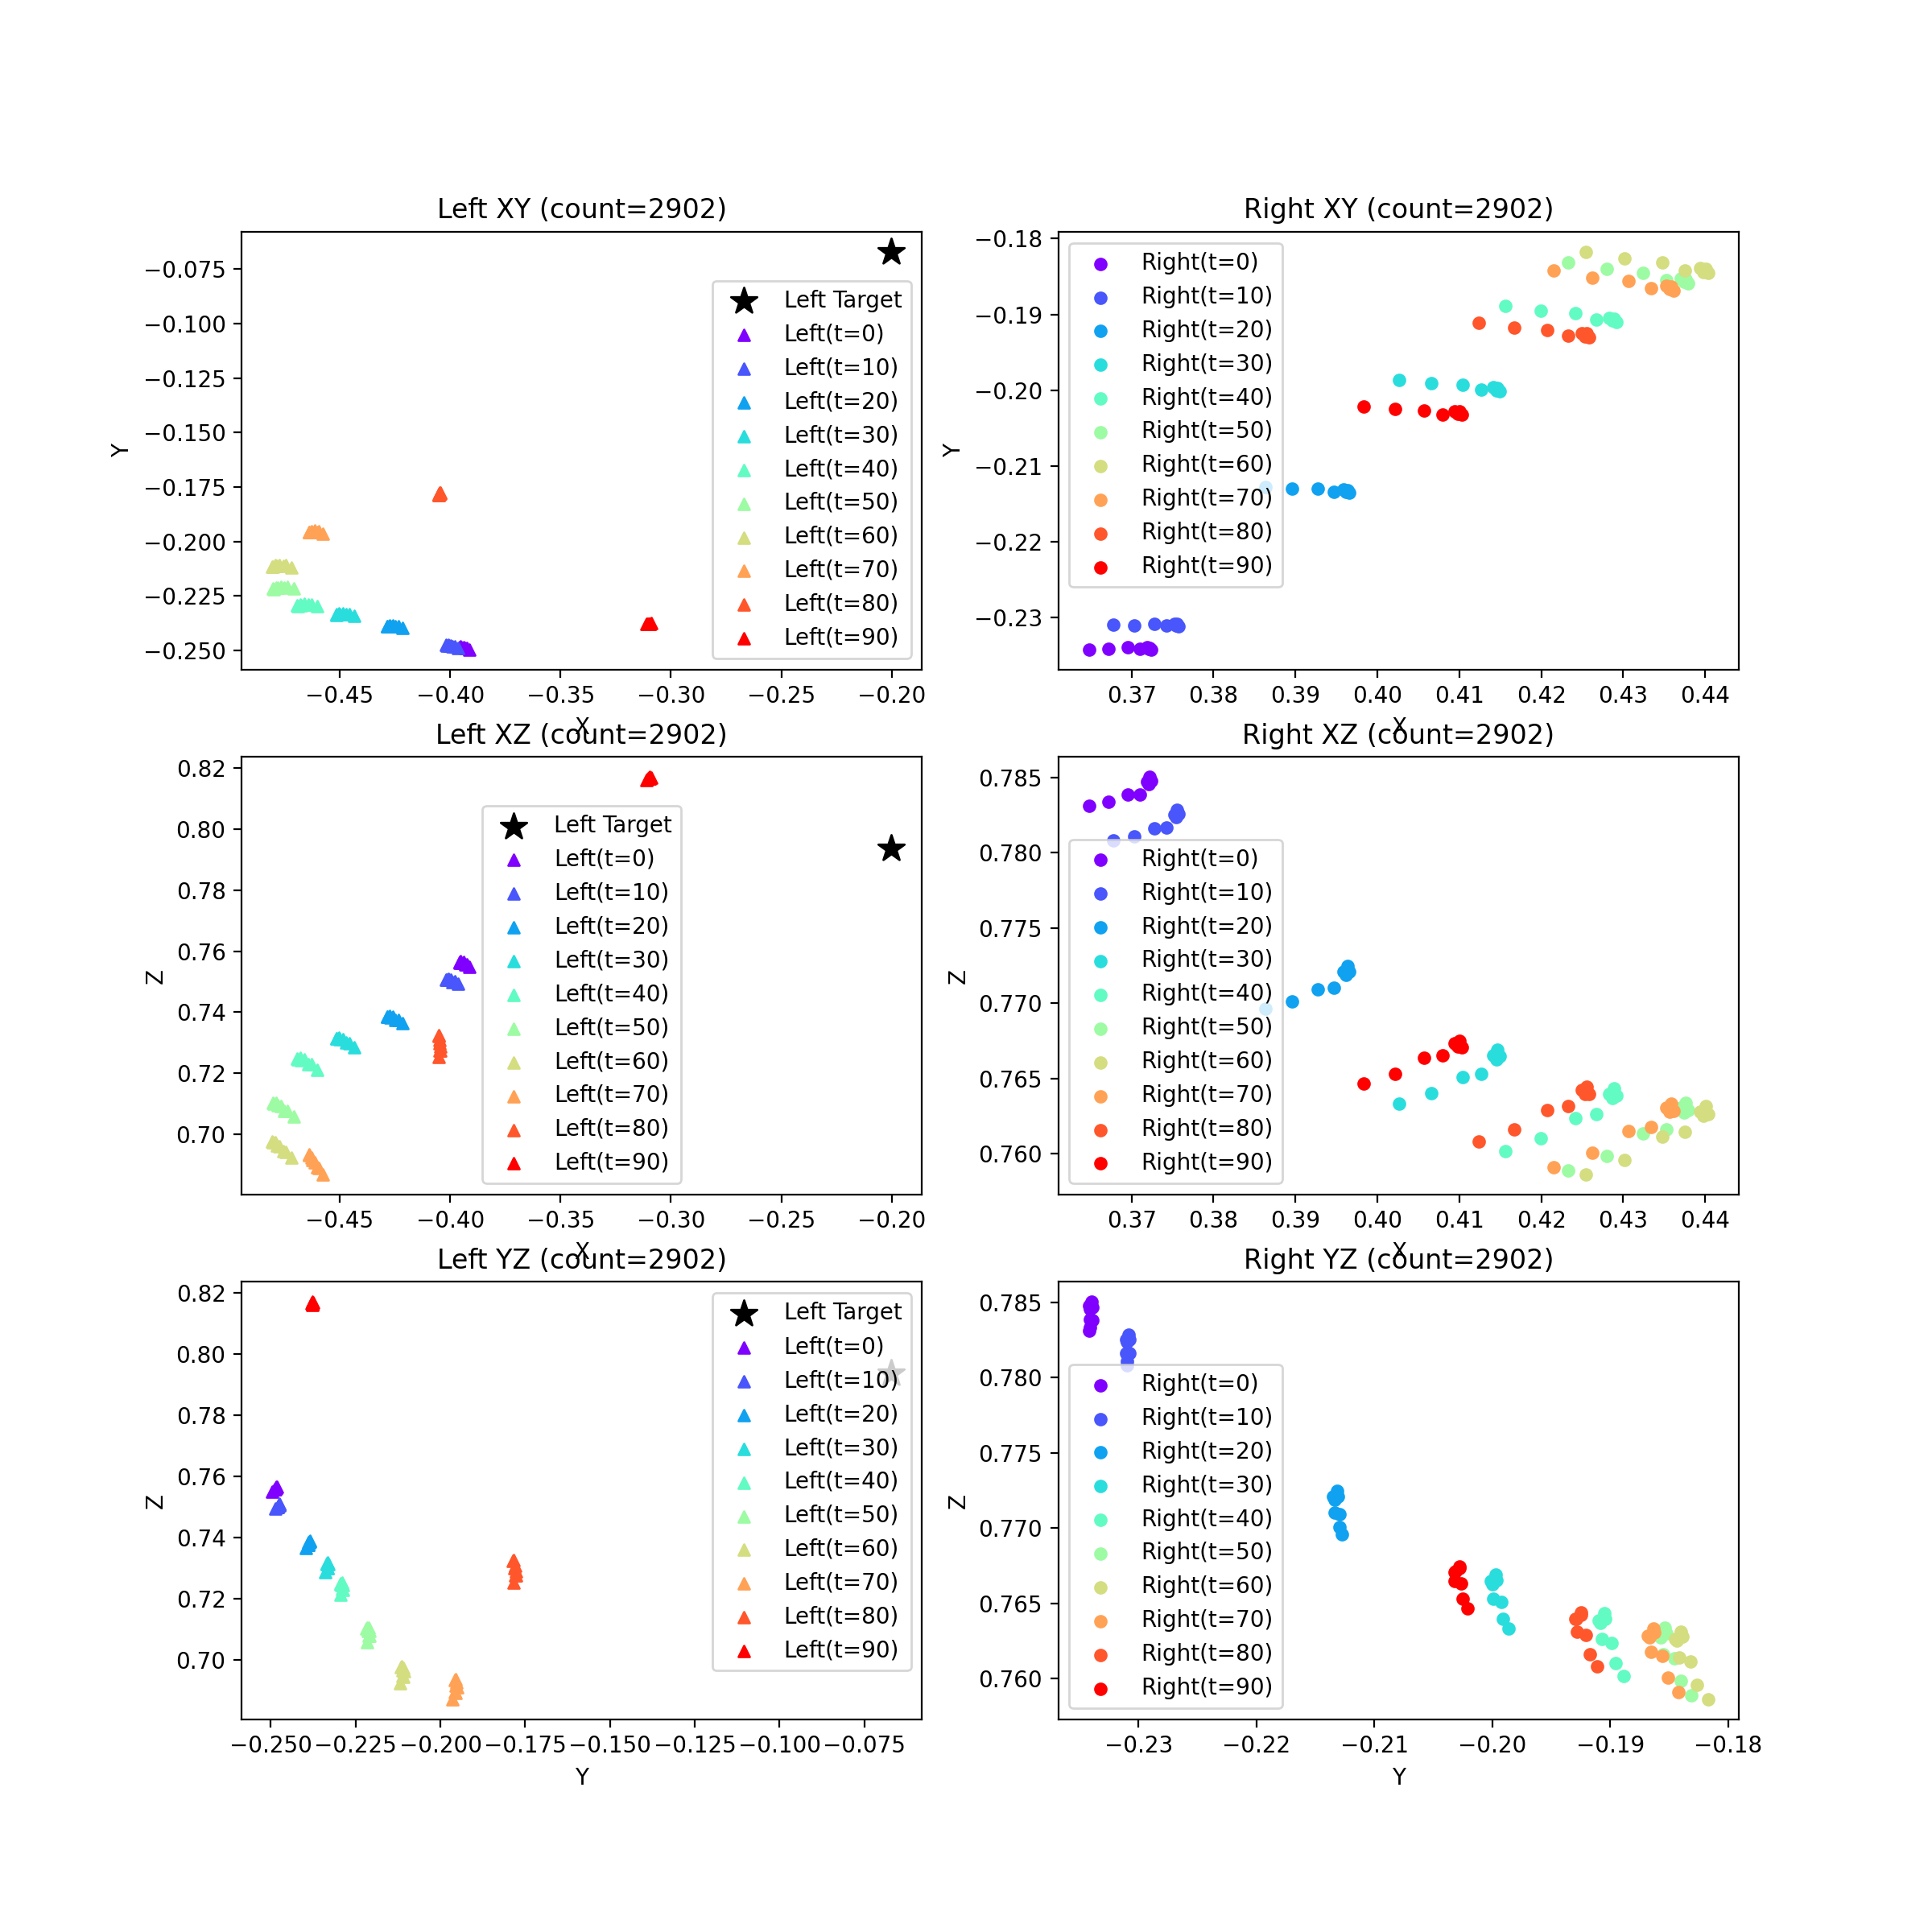 Left XY (count=2902)
−0.075
−0.100
−0.125
−0.150
−0.175
−0.200
−0.225
−0.250
Y
Left Target
Left(t=0)
Left(t=10)
Left(t=20)
Left(t=30)
Left(t=40)
Left(t=50)
Left(t=60)
Left(t=70)
Left(t=80)
Left(t=90)
−0.45 −0.40 −0.35 −0.30 −0.25 −0.20
X
Right XY (count=2902)
−0.18
−0.19
−0.20
−0.21
−0.22
−0.23
Y
Right(t=0)
Right(t=10)
Right(t=20)
Right(t=30)
Right(t=40)
Right(t=50)
Right(t=60)
Right(t=70)
Right(t=80)
Right(t=90)
0.37 0.38 0.39 0.40 0.41 0.42 0.43 0.44
X
Left XZ (count=2902)
0.82
0.80
0.78
0.76
0.74
0.72
0.70
Z
Left Target
Left(t=0)
Left(t=10)
Left(t=20)
Left(t=30)
Left(t=40)
Left(t=50)
Left(t=60)
Left(t=70)
Left(t=80)
Left(t=90)
−0.45 −0.40 −0.35 −0.30 −0.25 −0.20
X
Right XZ (count=2902)
0.785
0.780
0.775
0.770
0.765
0.760
Z
Right(t=0)
Right(t=10)
Right(t=20)
Right(t=30)
Right(t=40)
Right(t=50)
Right(t=60)
Right(t=70)
Right(t=80)
Right(t=90)
0.37 0.38 0.39 0.40 0.41 0.42 0.43 0.44
X
Left YZ (count=2902)
0.82
0.80
0.78
0.76
0.74
0.72
0.70
Z
Left Target
Left(t=0)
Left(t=10)
Left(t=20)
Left(t=30)
Left(t=40)
Left(t=50)
Left(t=60)
Left(t=70)
Left(t=80)
Left(t=90)
−0.250 −0.225 −0.200 −0.175 −0.150 −0.125 −0.100 −0.075
Y
Right YZ (count=2902)
0.785
0.780
0.775
0.770
0.765
0.760
Z
Right(t=0)
Right(t=10)
Right(t=20)
Right(t=30)
Right(t=40)
Right(t=50)
Right(t=60)
Right(t=70)
Right(t=80)
Right(t=90)
−0.23 −0.22 −0.21 −0.20 −0.19 −0.18
Y